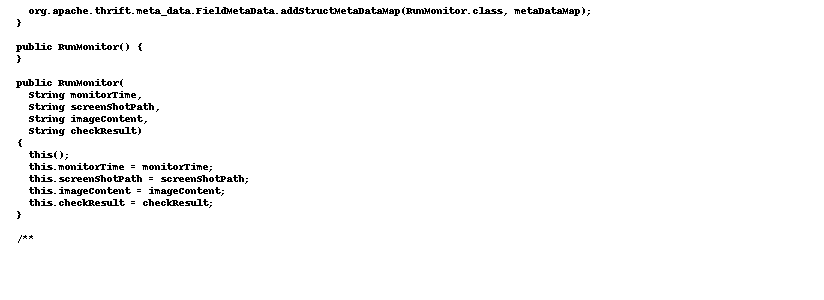 org.apache.thrift.meta_data.FieldMetaData.addStructMetaDataMap(RunMonitor.class, metaDataMap);
}
public RunMonitor() {
}
public RunMonitor(
String monitorTime,
String screenShotPath,
String imageContent,
String checkResult)
{
this();
this.monitorTime = monitorTime;
this.screenShotPath = screenShotPath;
this.imageContent = imageContent;
this.checkResult = checkResult;
}
/**